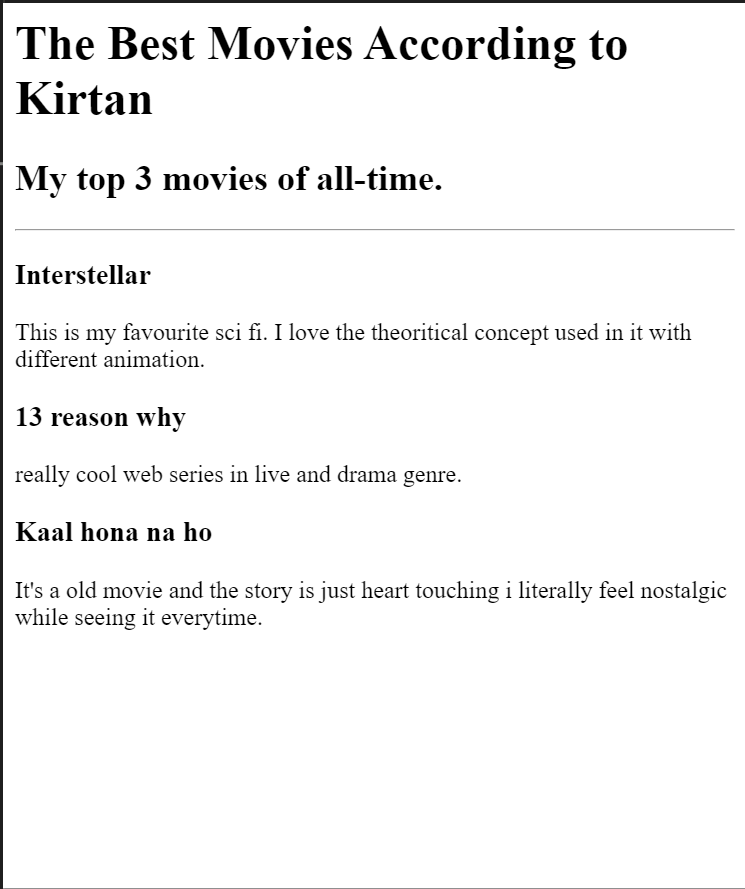 The Best Movies According to
Kirtan
My top 3 movies of all-time.
Interstellar
This is my favourite sci fi. I love the theoritical concept used in it with
different animation.
13 reason why
really cool web series in live and drama genre.
Kaal hona na ho
It's a old movie and the story is just heart touching i literally feel nostalgic
while seeing it everytime.